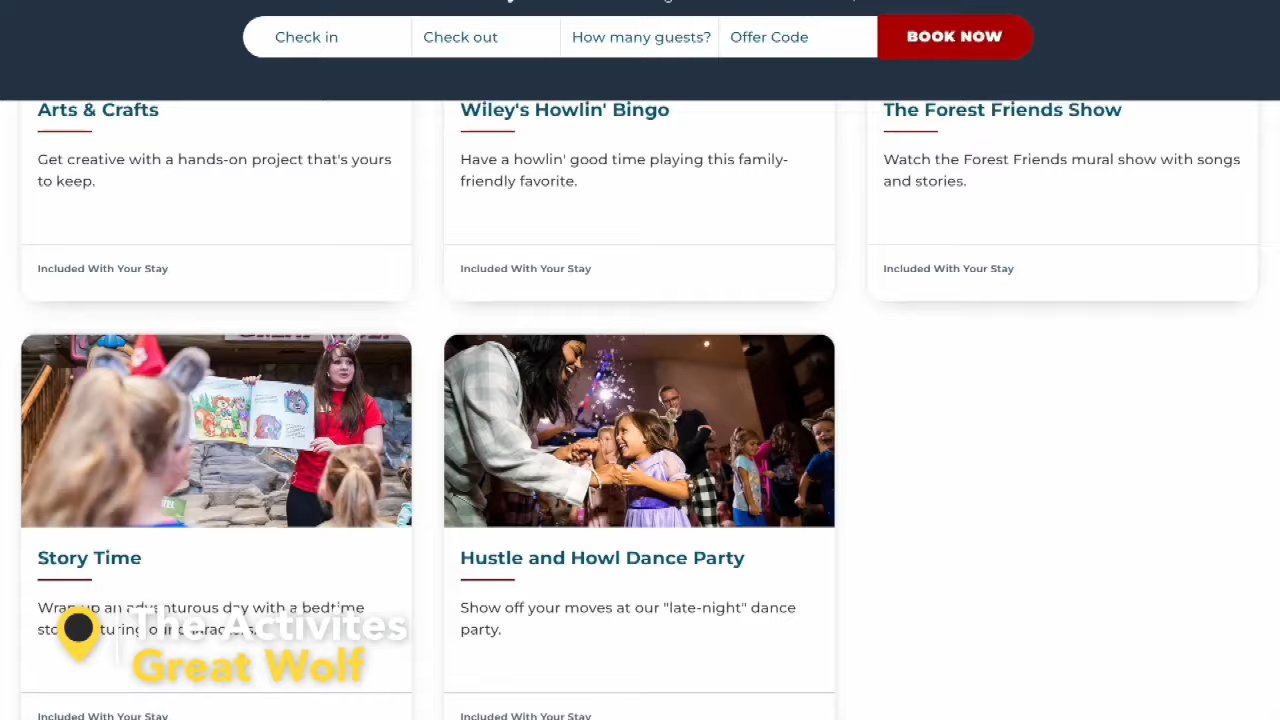 Check in
Check out
How many guests?
Offer Code
BOOK NOW
Arts & Crafts
Get creative with a hands-on project that's yours
to keep.
Included With Your Stay
Wiley's Howlin' Bingo
Have a howlin' good time playing this family-
friendly favorite.
Included With Your Stay
The Forest Friends Show
Watch the Forest Friends mural show with songs
and stories.
Included With Your Stay
Story Time
Wrap up an adventurous day with a bedtime
Included With Your Stay
Hustle and Howl Dance Party
Show off your moves at our "late-night" dance
party.
Included With Your Stay
The Activites
Great Wolf